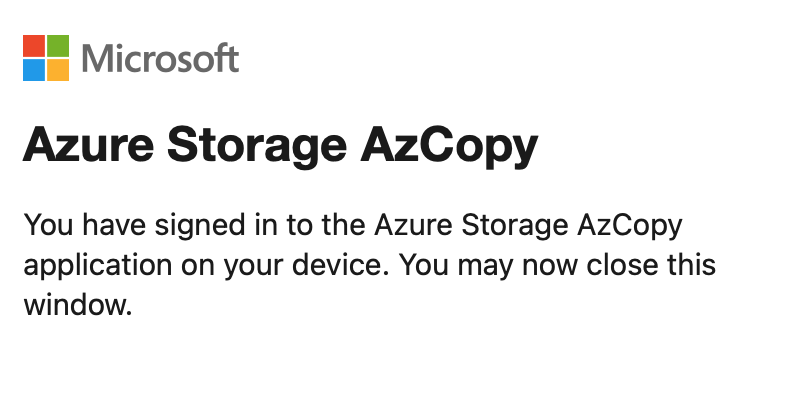 Microsoft
Azure Storage AzCopy
You have signed in to the Azure Storage AzCopy
application on your device. You may now close this
window.